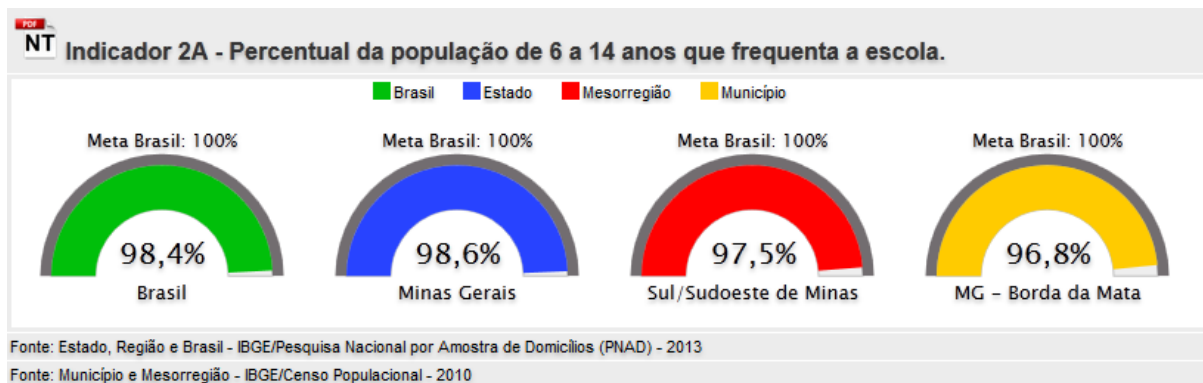 PDF
NT Indicador 2A - Percentual da população de 6 a 14 anos que frequenta a escola.
Brasil Estado Mesorregião Município
Meta Brasil: 100% Meta Brasil: 100% Meta Brasil: 100% Meta Brasil: 100%
98,4% 98,6% 97,5% 96,8%
Brasil Minas Gerais Sul/Sudoeste de Minas MG - Borda da Mata
Fonte: Estado, Região e Brasil - IBGE/Pesquisa Nacional por Amostra de Domicílios (PNAD) - 2013
Fonte: Município e Mesorregião - IBGE/Censo Populacional - 2010